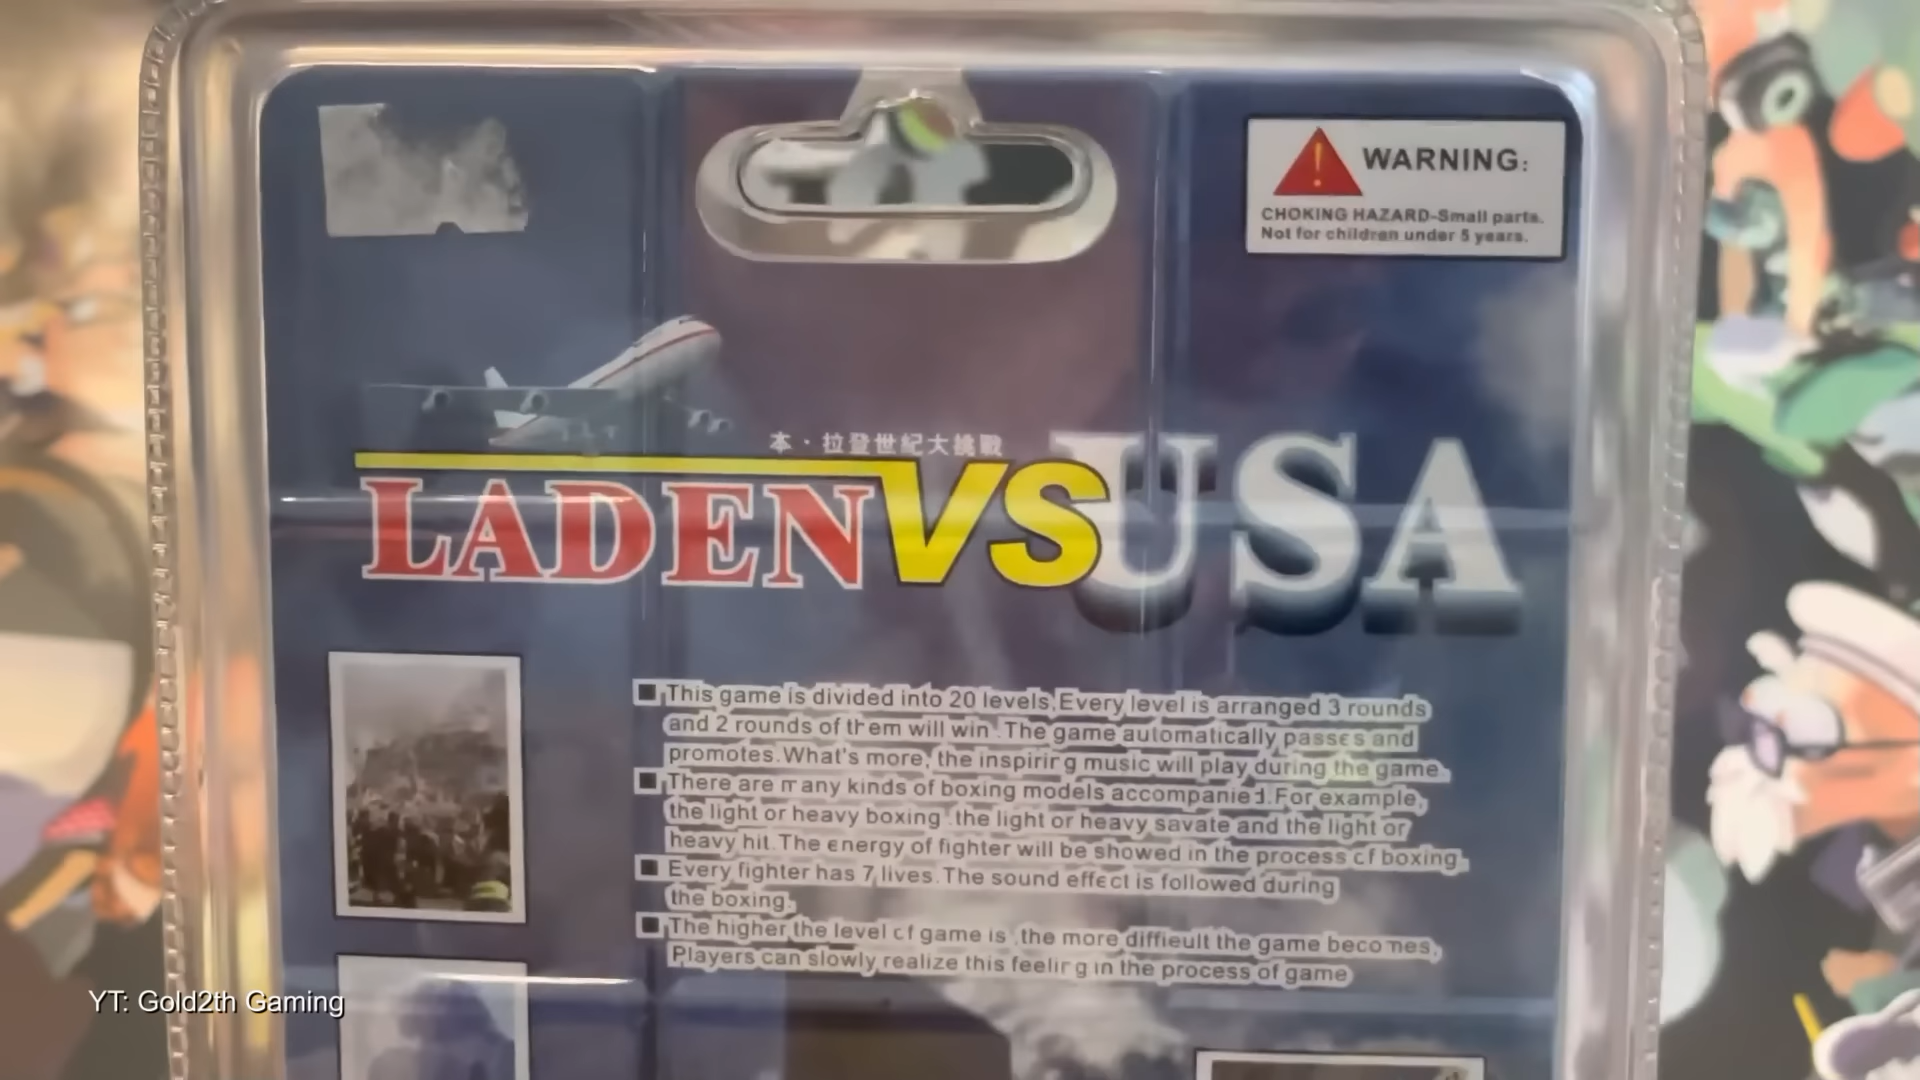 WARNING:
CHOKING HAZARD-Small parts.
Not for children under 5 years.
本·拉登世紀大挑戰
LADEN VS USA
■ This game is divided into 20 levels,Every level is arranged 3 rounds
and 2 rounds of them will win .The game automatically passes and
promotes.What's more, the inspiring music will play during the game.
■ There are many kinds of boxing models accompanied.For example,
the light or heavy boxing the light or heavy savate and the light or
heavy hit.The energy of fighter will be showed in the process of boxing.
■ Every fighter has 7 lives.The sound effect is followed during
the boxing.
■ The higher the level of game is ,the more difficult the game becomes,
Players can slowly realize this feeling in the process of game
YT: Gold2th Gaming